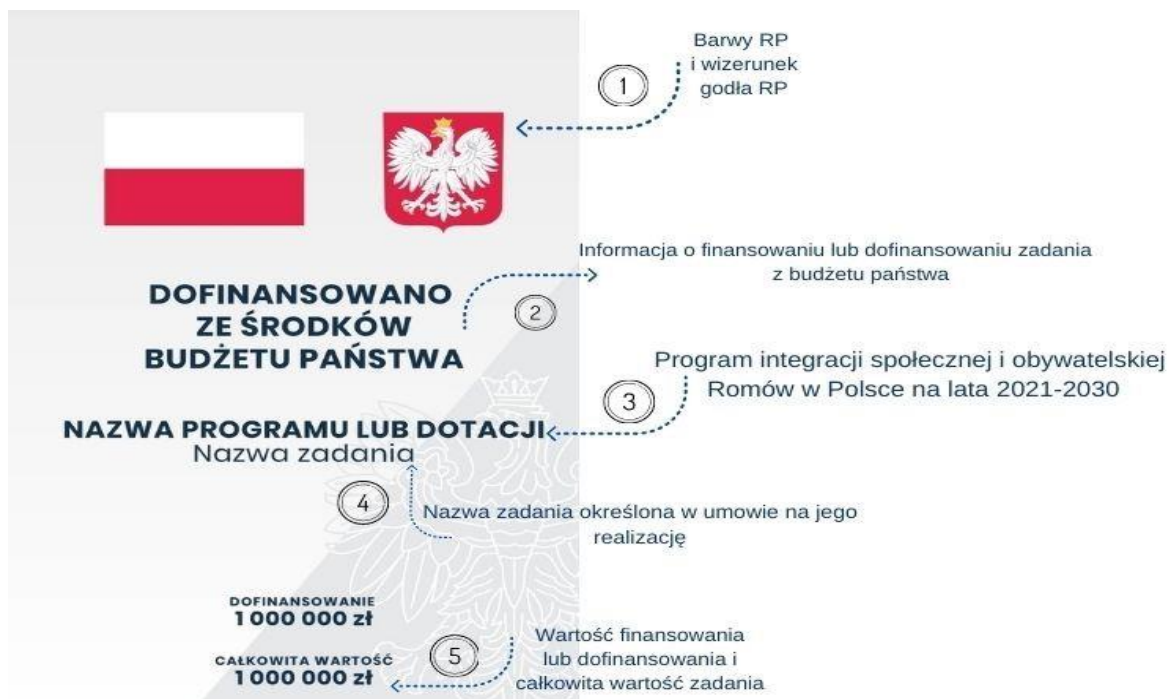 Barwy RP
i wizerunek
godła RP
1
Informacja o finansowaniu lub dofinansowaniu zadania
z budżetu państwa
2
DOFINANSOWANO
ZE ŚRODKÓW
BUDŻETU PAŃSTWA
Program integracji społecznej i obywatelskiej
Romów w Polsce na lata 2021-2030
3
NAZWA PROGRAMU LUB DOTACJI
Nazwa zadania
4
Nazwa zadania określona w umowie na jego
realizację
DOFINANSOWANIE
1 000 000 zł
CAŁKOWITA WARTOŚĆ
1 000 000 zł
5
Wartość finansowania
lub dofinansowania i
całkowita wartość zadania